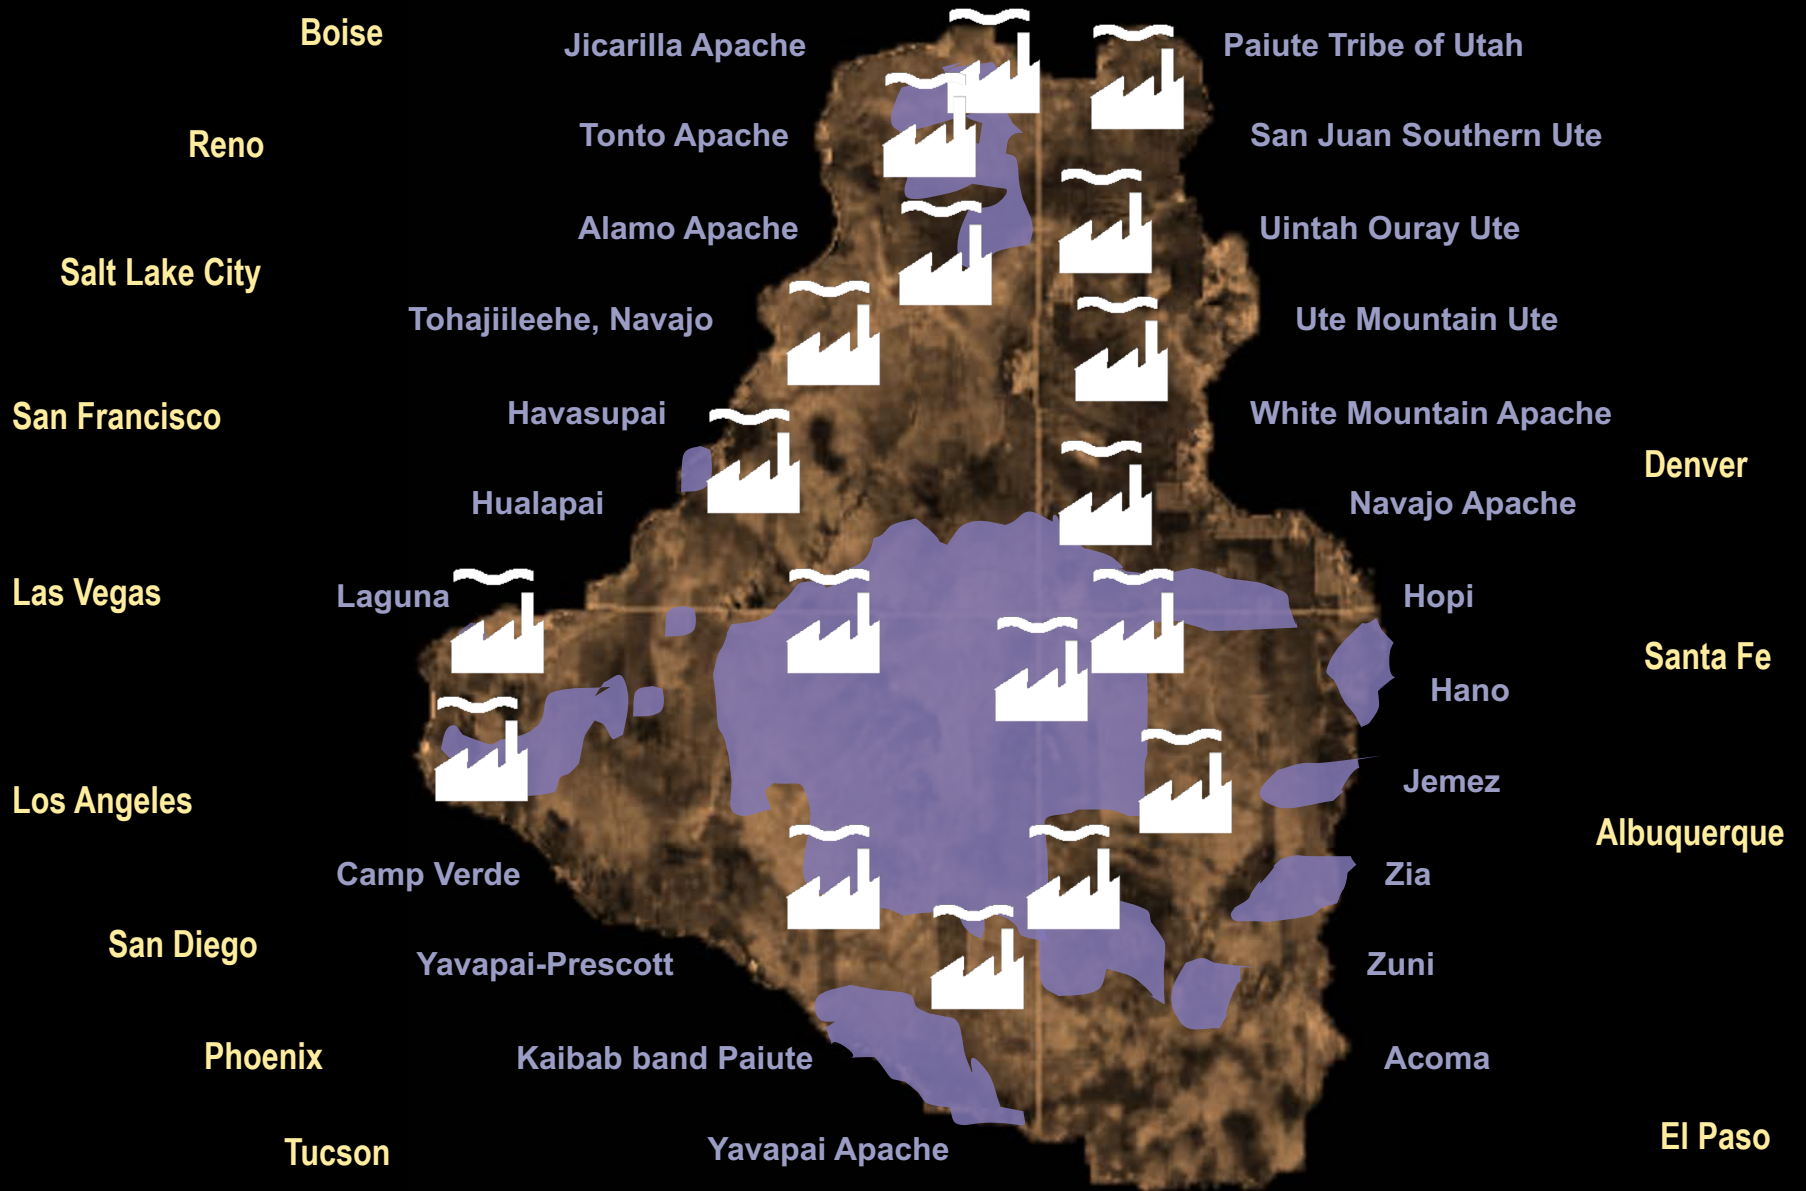 Boise
Jicarilla Apache
Paiute Tribe of Utah
Reno
Tonto Apache
San Juan Southern Ute
Alamo Apache
Uintah Ouray Ute
Salt Lake City
Tohajiileehe, Navajo
Ute Mountain Ute
San Francisco
Havasupai
White Mountain Apache
Denver
Hualapai
Navajo Apache
Las Vegas
Laguna
Hopi
Santa Fe
Hano
Los Angeles
Jemez
Albuquerque
Camp Verde
Zia
San Diego
Yavapai-Prescott
Zuni
Phoenix
Kaibab band Paiute
Acoma
Tucson
Yavapai Apache
El Paso